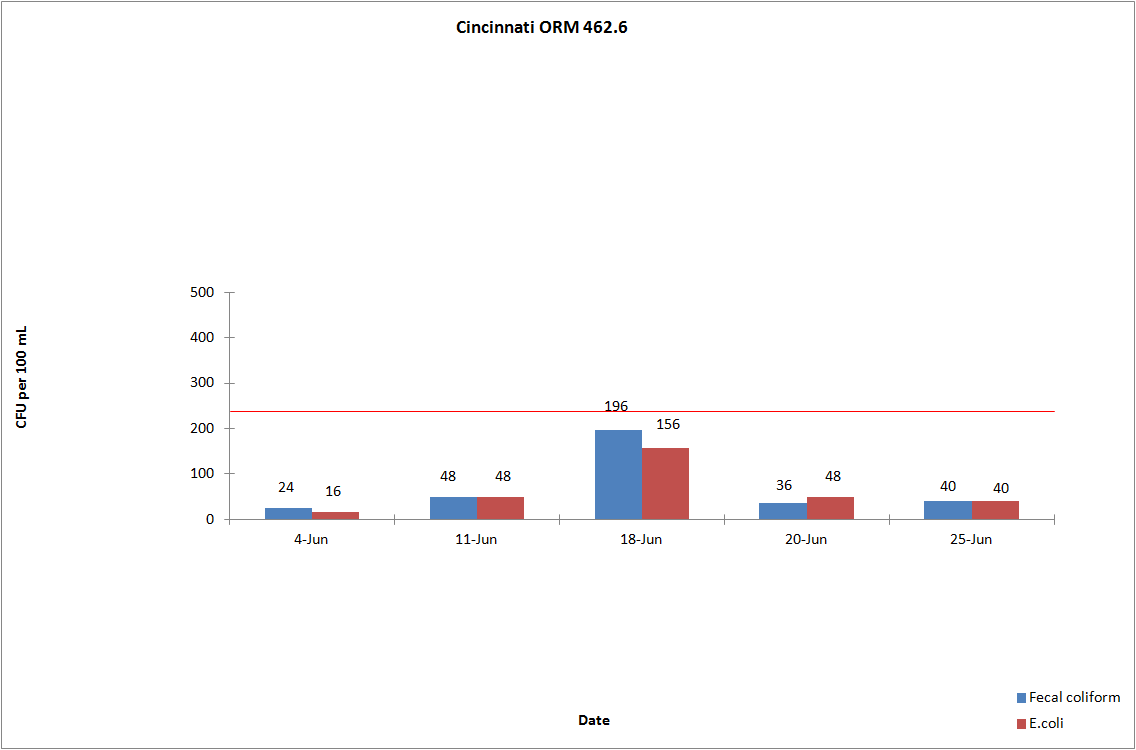 Cincinnati ORM 462.6
CFU per 100 mL
500
400
300
200
100
0
24
16
48
48
196
156
36
48
40
40
4-Jun
11-Jun
18-Jun
20-Jun
25-Jun
Date
Fecal coliform
E.coli